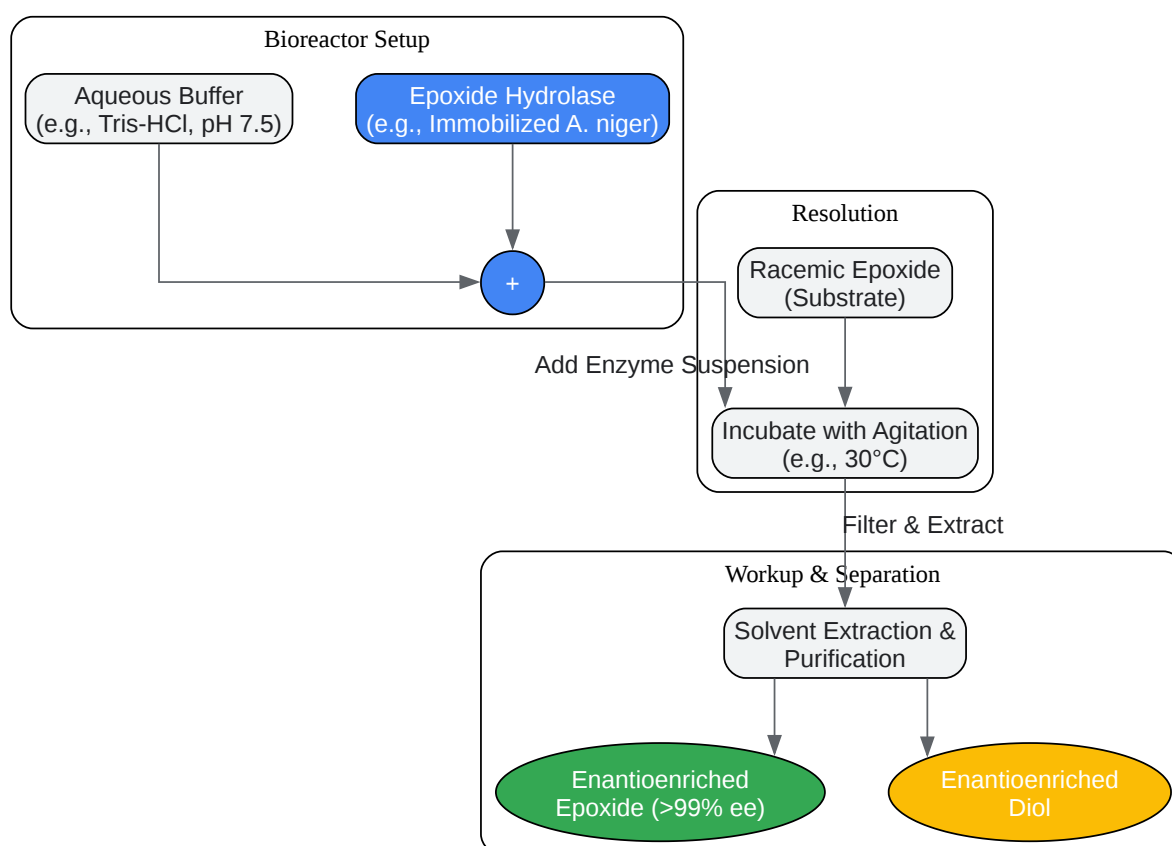 Bioreactor Setup
Aqueous Buffer
(e.g., Tris-HCl, pH 7.5)
Epoxide Hydrolase
(e.g., Immobilized A. niger)
+
Resolution
Racemic Epoxide
(Substrate)
Add Enzyme Suspension
Incubate with Agitation
(e.g., 30°C)
Filter & Extract
Workup & Separation
Solvent Extraction &
Purification
Enantioenriched
Epoxide (>99% ee)
Enantioenriched
Diol